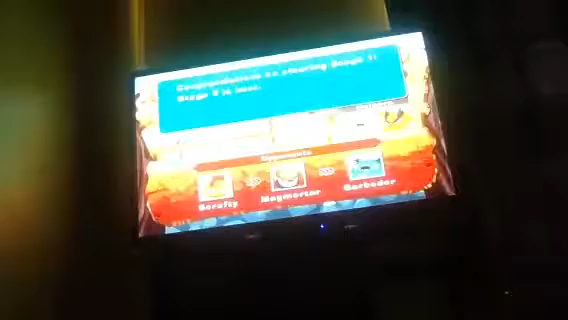 Congratulations on clearing Stage 1!
Stage 2 is next.
Opponents
Scrafty
Magmortar
Garbodor